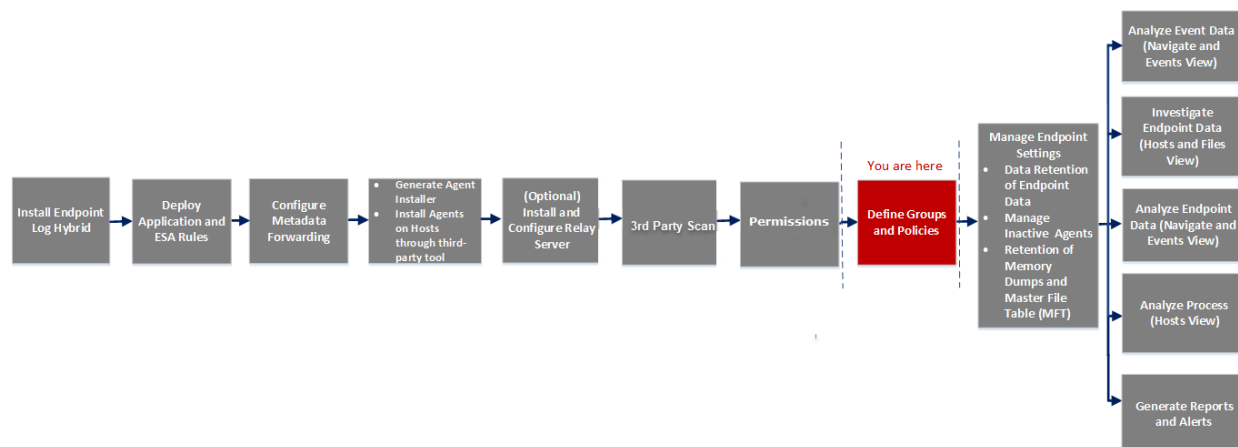 Install Endpoint
Log Hybrid
Deploy
Application and
ESA Rules
Configure
Metadata
Forwarding
• Generate Agent
Installer
• Install Agents
on Hosts
through third-
party tool
(Optional)
Install and
Configure Relay
Server
3rd Party Scan
Permissions
You are here
Define Groups
and Policies
Manage Endpoint
Settings
• Data Retention
of Endpoint
Data
• Manage
Inactive Agents
• Retention of
Memory
Dumps and
Master File
Table (MFT)
Analyze Event Data
(Navigate and
Events View)
Investigate
Endpoint Data
(Hosts and Files
View)
Analyze Endpoint
Data (Navigate and
Events View)
Analyze Process
(Hosts View)
Generate Reports
and Alerts